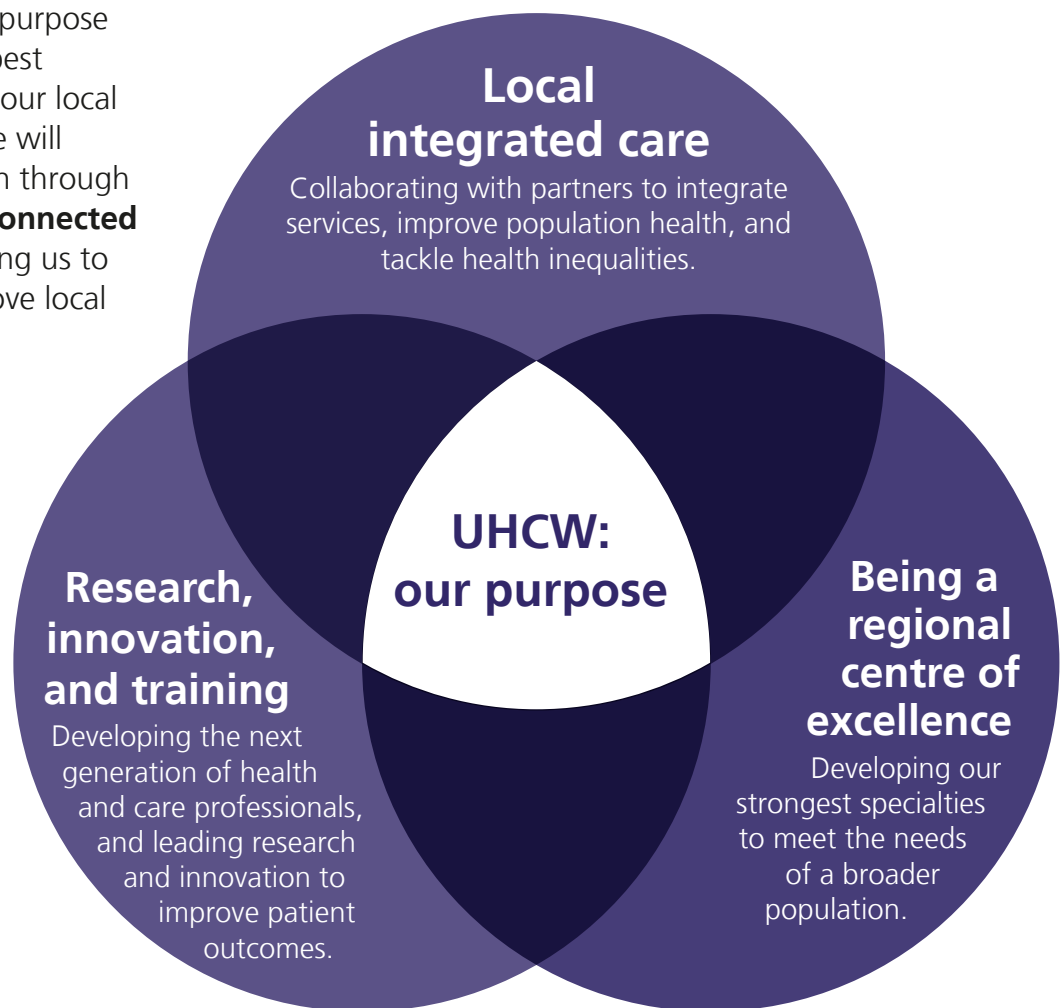 purpose
best
our local
e will
n through
onnected
ng us to
ove local
Local
integrated care
Collaborating with partners to integrate
services, improve population health, and
tackle health inequalities.
UHCW:
our purpose
Research,
innovation,
and training
Developing the next
generation of health
and care professionals,
and leading research
and innovation to
improve patient
outcomes.
Being a
regional
centre of
excellence
Developing our
strongest specialties
to meet the needs
of a broader
population.